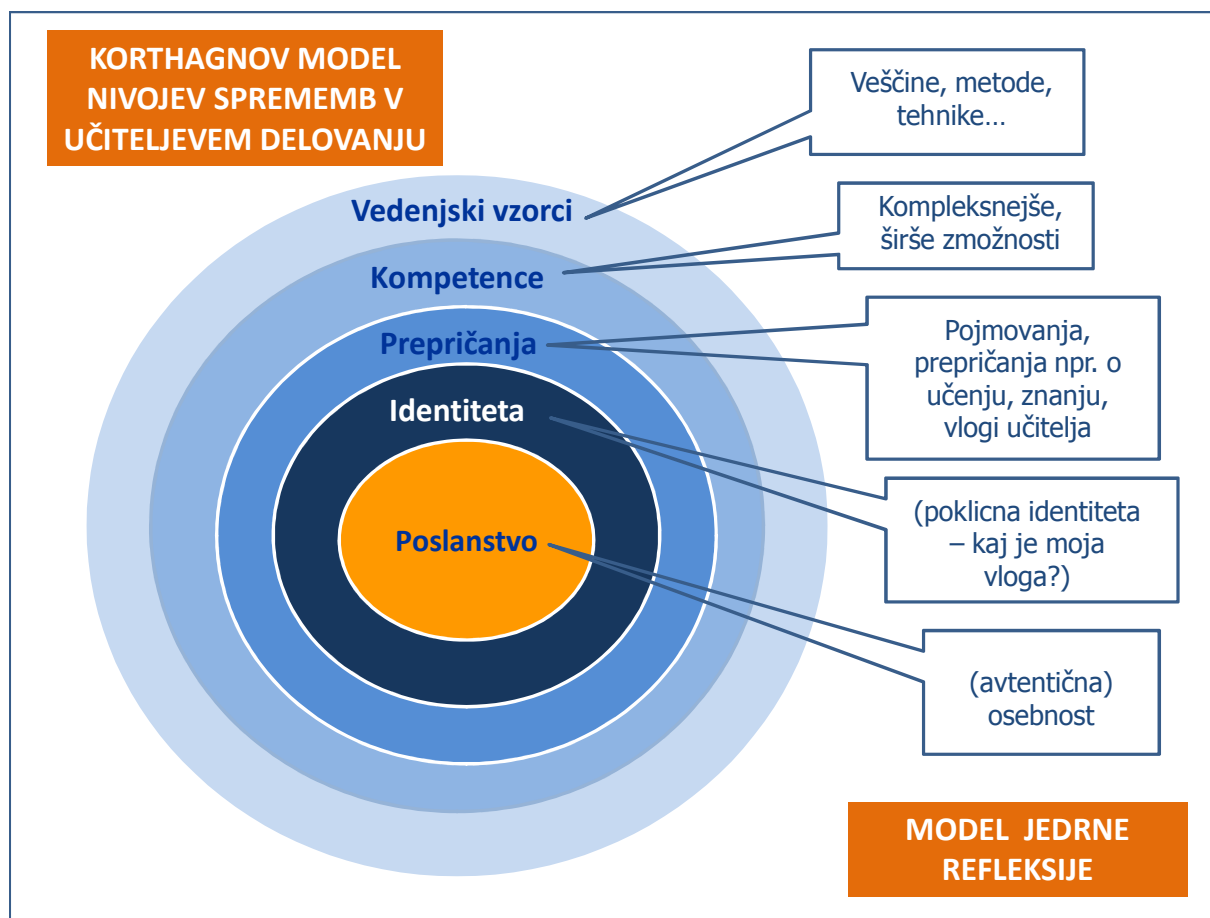 KORTHAGNOV MODEL
NIVOJEV SPREMEMB V
UČITELJEVEM DELOVANJU
Veščine, metode,
tehnike…
Vedenjski vzorci
Kompleksnejše,
širše zmožnosti
Kompetence
Prepričanja
Pojmovanja,
prepričanja npr. o
učenju, znanju,
vlogi učitelja
Identiteta
(poklicna identiteta
– kaj je moja
vloga?)
Poslanstvo
(avtentična)
osebnost
MODEL JEDRNE
REFLEKSIJE